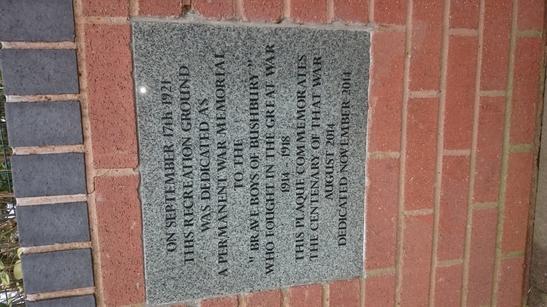 ON SEPTEMBER 17th 1921
THIS RECREATION GROUND
WAS DEDICATED AS
A PERMANENT WAR MEMORIAL
TO THE
"BRAVE BOYS OF BUSHBURY"
WHO FOUGHT IN THE GREAT WAR
1914 1918
THIS PLAQUE COMMEMORATES
THE CENTENARY OF THAT WAR
AUGUST 2014
DEDICATED NOVEMBER 2014